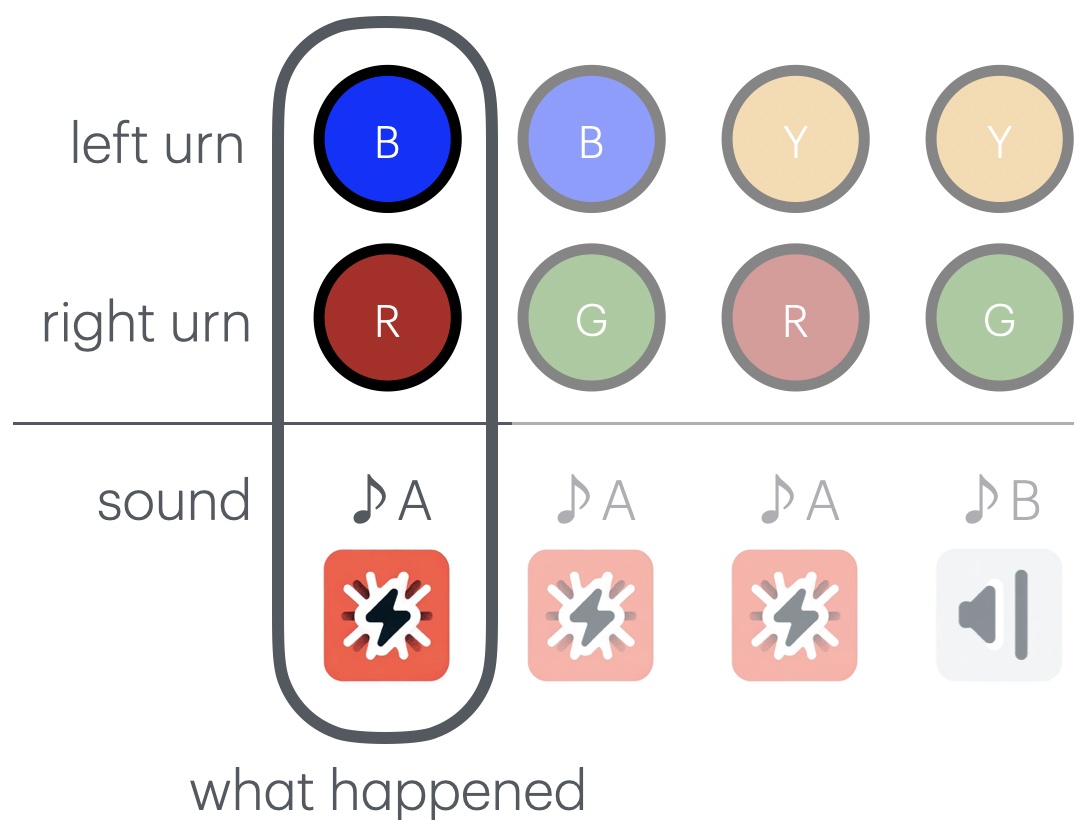 left urn B B Y Y
right urn R G R G
sound ♪A ♪A ♪A ♪B
what happened